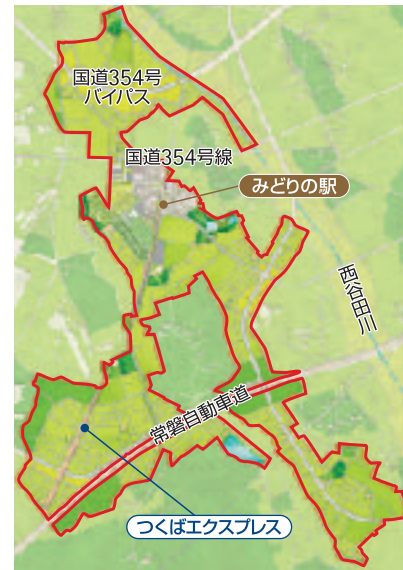 国道354号
バイパス
国道354号線
みどりの駅
西谷田川
常磐自動車道
つくばエクスプレス